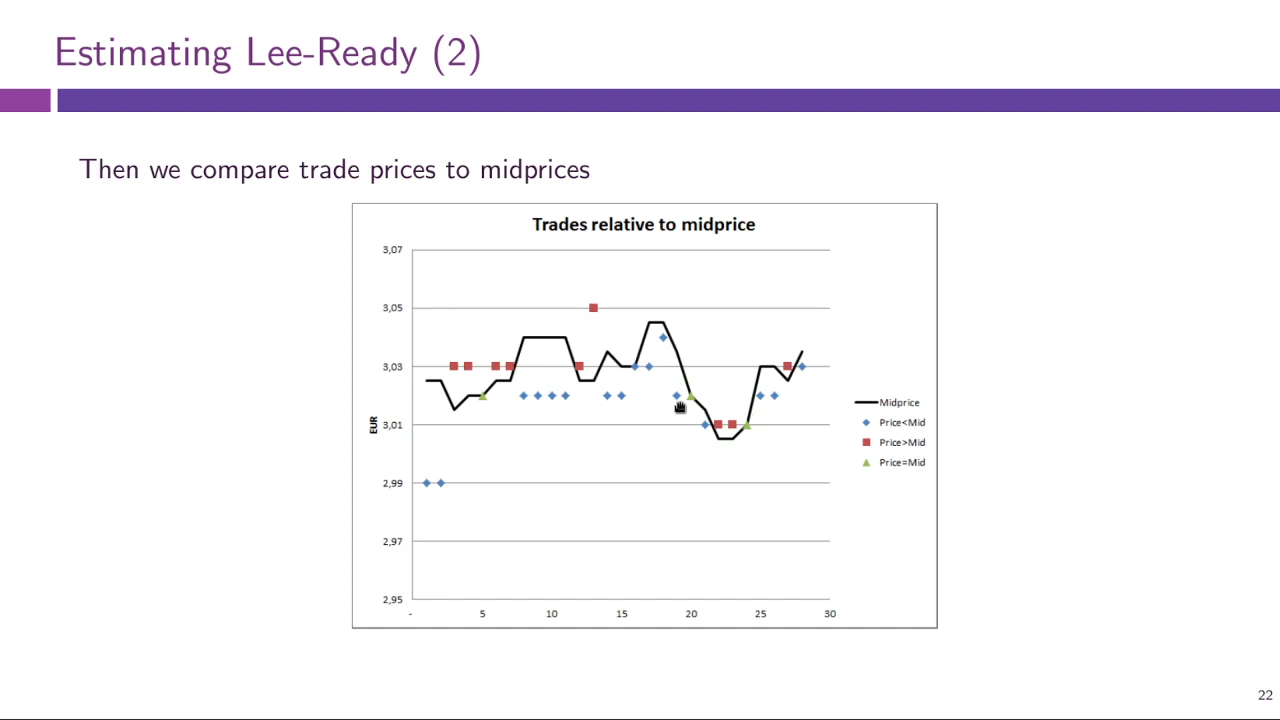 Estimating Lee-Ready (2)
Then we compare trade prices to midprices
Trades relative to midprice
3,07
3,05
3,03
3,01
2,99
2,97
2,95
EUR
- 5 10 15 20 25 30
Midprice
Price<Mid
Price>Mid
Price=Mid
22